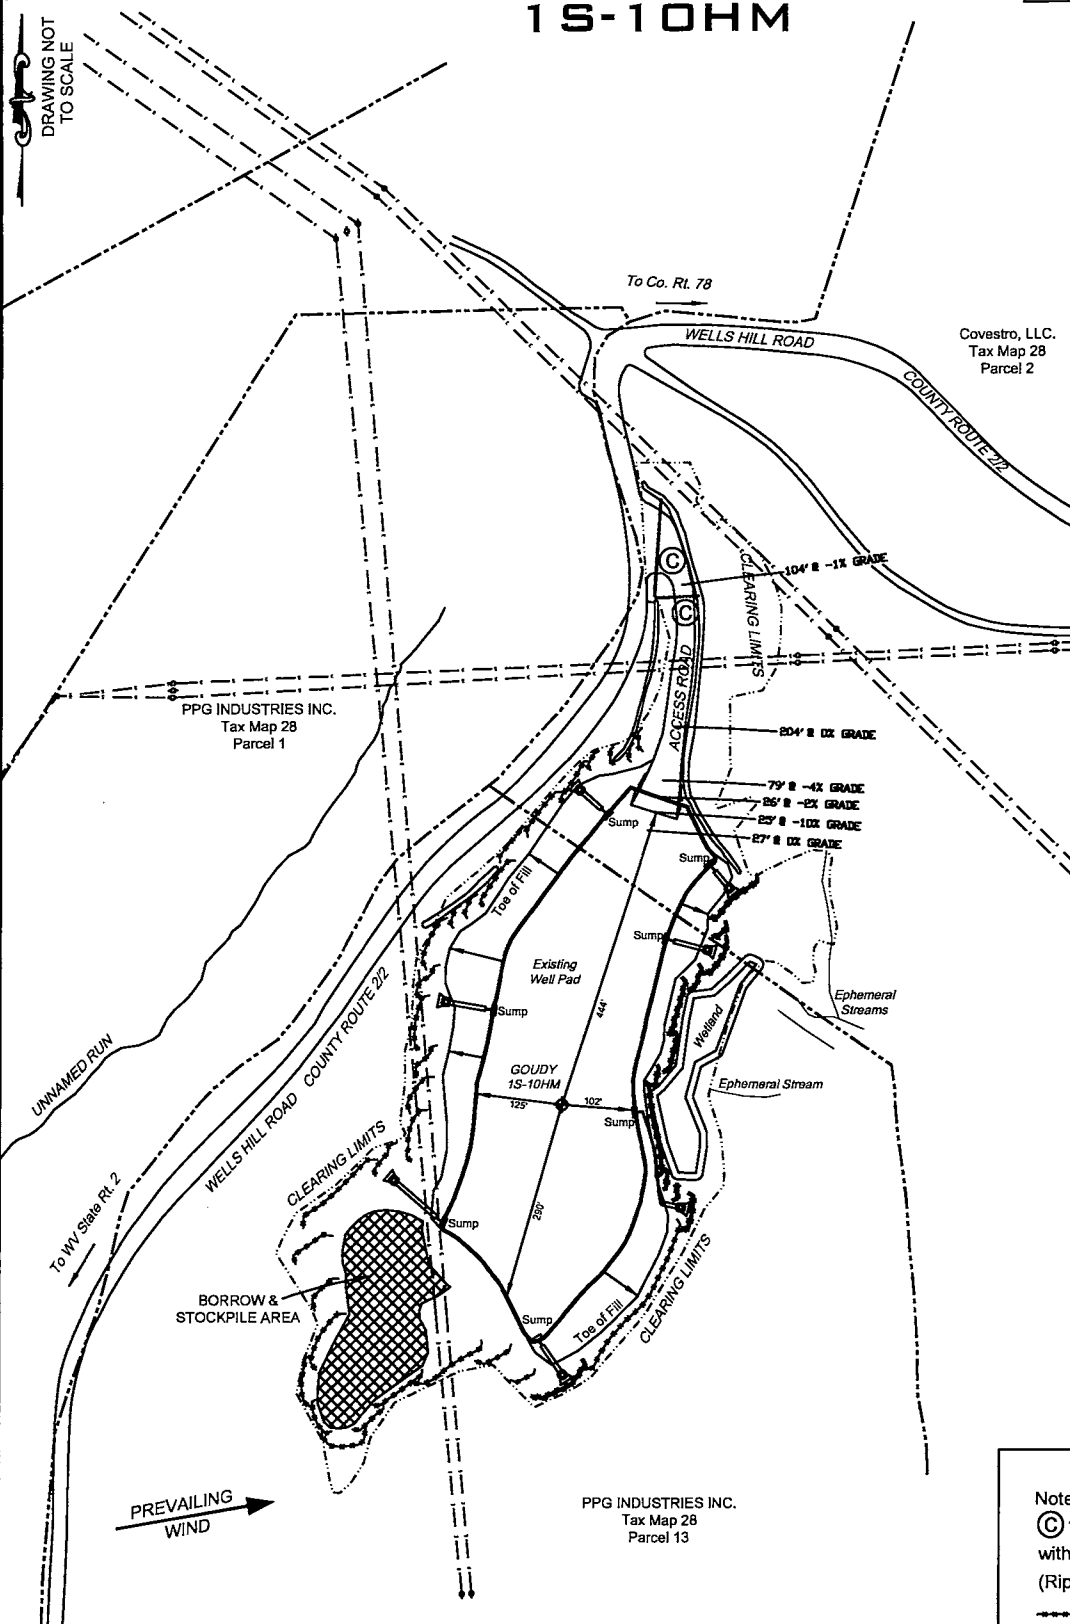 1S-10HM
DRAWING NOT
TO SCALE
To Co. Rt. 78
WELLS HILL ROAD
COUNTY ROUTE 2/2
Covestro, LLC.
Tax Map 28
Parcel 2
C
104' @ -1% GRADE
C
CLEARING LIMITS
ACCESS ROAD
PPG INDUSTRIES INC.
Tax Map 28
Parcel 1
204' @ 0% GRADE
79' @ -4% GRADE
26' @ -2% GRADE
25' @ -10% GRADE
27' @ 0% GRADE
Sump
Sump
Toe of Fill
Sump
Existing
Well Pad
444'
Wetland
Ephemeral
Streams
Sump
UNNAMED RUN
WELLS HILL ROAD COUNTY ROUTE 2/2
GOUDY
1S-10HM
125'
102'
Ephemeral Stream
Sump
CLEARING LIMITS
To WV State Rt. 2
Sump
290'
BORROW &
STOCKPILE AREA
Sump
Toe of Fill
CLEARING LIMITS
PREVAILING
WIND
PPG INDUSTRIES INC.
Tax Map 28
Parcel 13
Note
C
with
(Rip